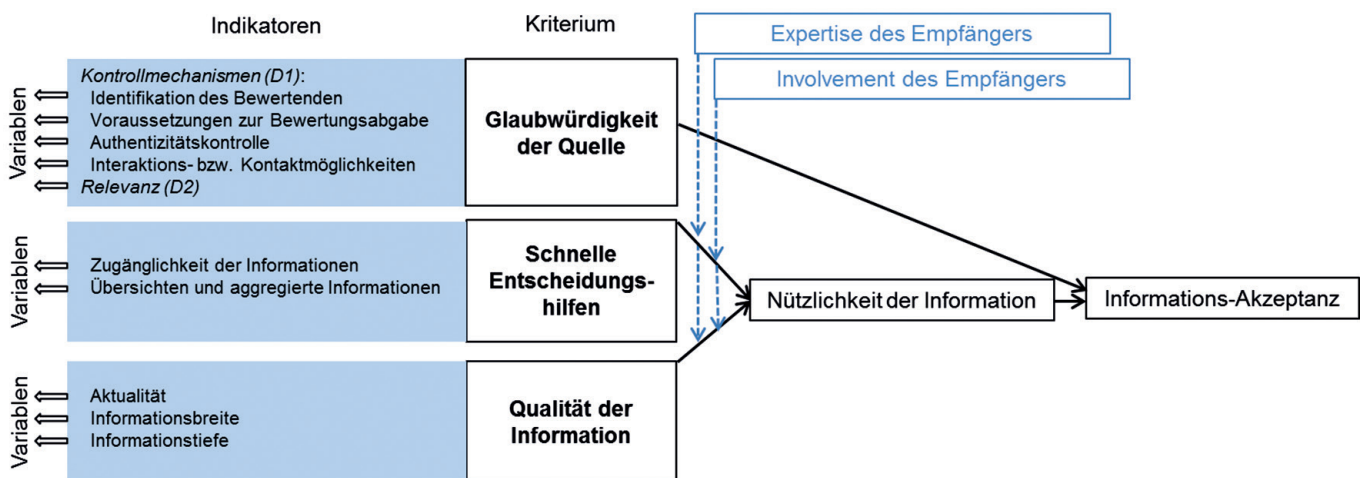 Indikatoren
Kriterium
Expertise des Empfängers
Involvement des Empfängers
Variablen
Kontrollmechanismen (D1):
Identifikation des Bewertenden
Voraussetzungen zur Bewertungsabgabe
Authentizitätskontrolle
Interaktions- bzw. Kontaktmöglichkeiten
Relevanz (D2)
Glaubwürdigkeit
der Quelle
Variablen
Zugänglichkeit der Informationen
Übersichten und aggregierte Informationen
Schnelle
Entscheidungs-
hilfen
Nützlichkeit der Information
Informations-Akzeptanz
Variablen
Aktualität
Informationsbreite
Informationstiefe
Qualität der
Information